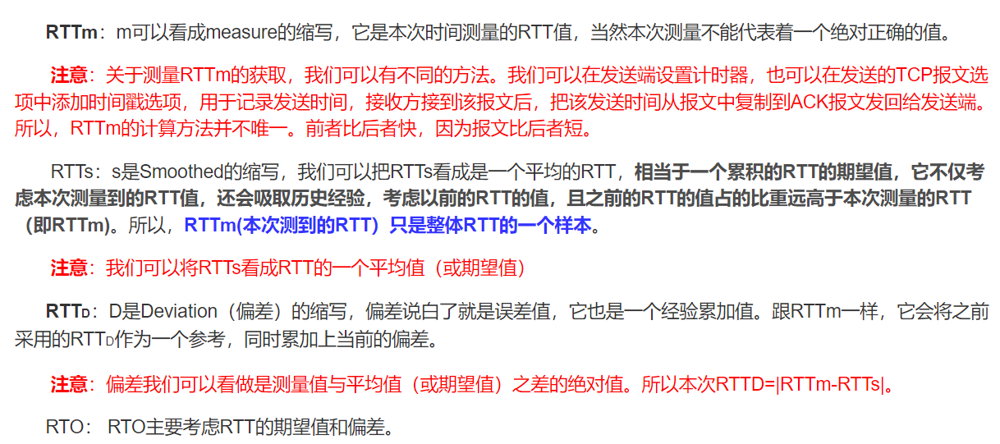 RTTm：m可以看成measure的缩写，它是本次时间测量的RTT值，当然本次测量不能代表着一个绝对正确的值。
注意：关于测量RTTm的获取，我们可以有不同的方法。我们可以在发送端设置计时器，也可以在发送的TCP报文选
项中添加时间戳选项，用于记录发送时间，接收方接到该报文后，把该发送时间从报文中复制到ACK报文发回给发送端。
所以，RTTm的计算方法并不唯一。前者比后者快，因为报文比后者短。
RTTs：s是Smoothed的缩写，我们可以把RTTs看成是一个平均的RTT，相当于一个累积的RTT的期望值，它不仅考
虑本次测量到的RTT值，还会吸取历史经验，考虑以前的RTT的值，且之前的RTT的值占的比重远高于本次测量的RTT
（即RTTm)。所以，RTTm(本次测到的RTT）只是整体RTT的一个样本。
注意：我们可以将RTTs看成RTT的一个平均值（或期望值）
RTTD：D是Deviation（偏差）的缩写，偏差说白了就是误差值，它也是一个经验累加值。跟RTTm一样，它会将之前
采用的RTTD作为一个参考，同时累加上当前的偏差。
注意：偏差我们可以看做是测量值与平均值（或期望值）之差的绝对值。所以本次RTTD=|RTTm-RTTs|。
RTO： RTO主要考虑RTT的期望值和偏差。